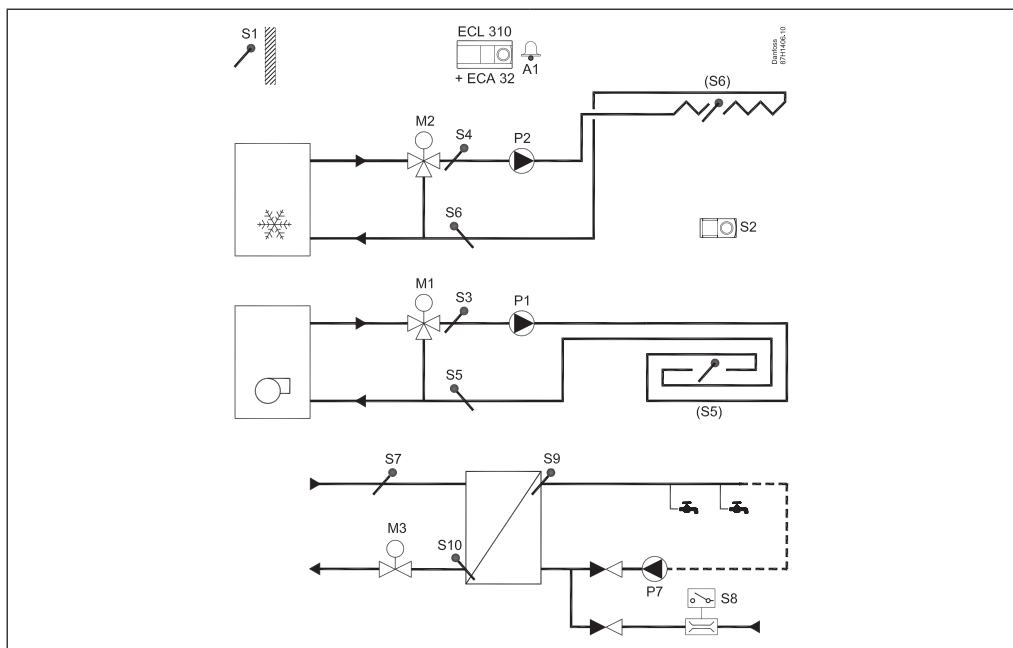 S1
ECL 310
+ ECA 32
A1
Danfoss
87H1406.10
(S6)
M2
S4
P2
S6
S2
M1
S3
P1
S5
(S5)
S7
S9
M3
S10
P7
S8